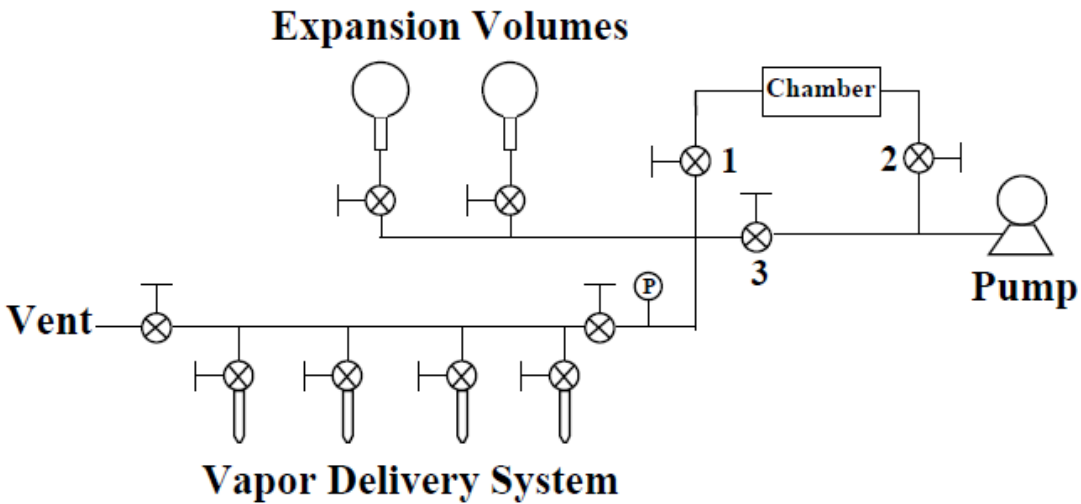 Expansion Volumes
Chamber
1
2
3
P
Pump
Vent
Vapor Delivery System